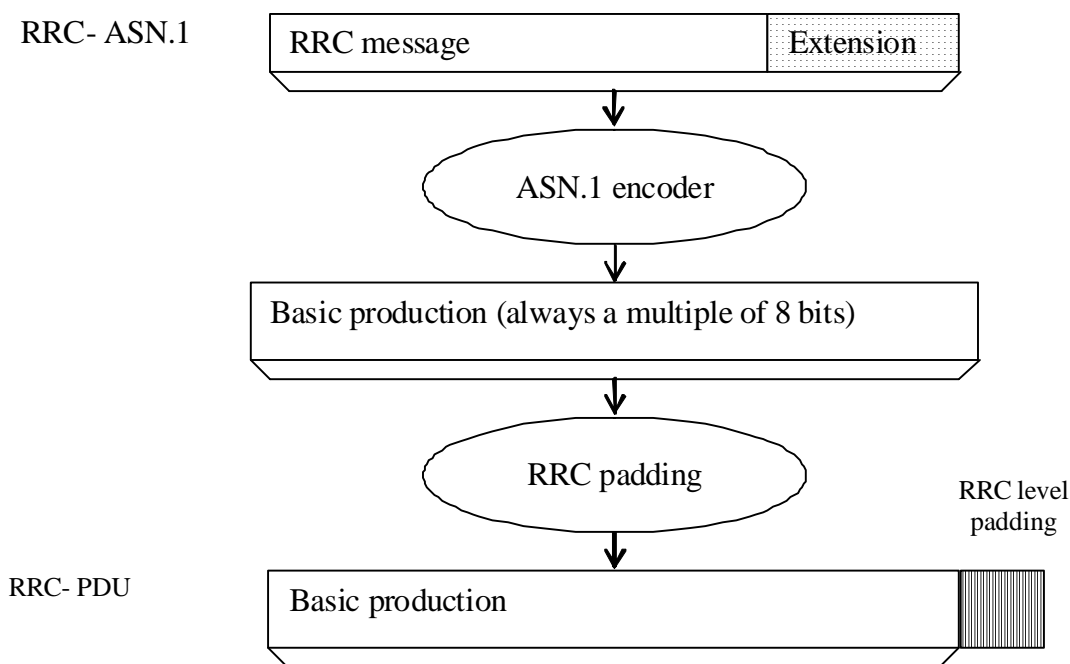 RRC- ASN.1
RRC message
Extension
ASN.1 encoder
Basic production (always a multiple of 8 bits)
RRC padding
RRC level
padding
RRC- PDU
Basic production